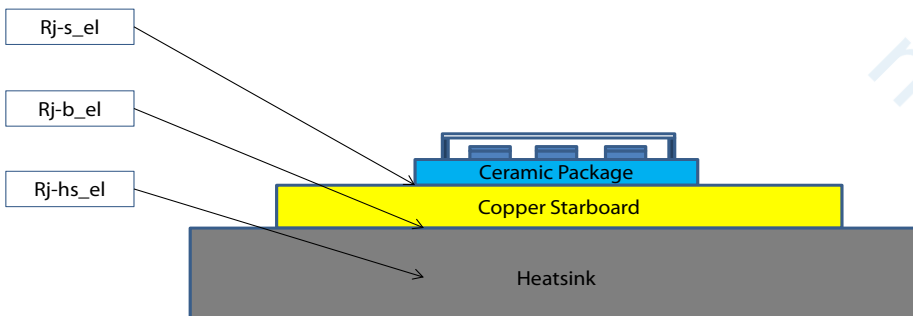 Rj-s_el
Rj-b_el
Rj-hs_el
Ceramic Package
Copper Starboard
Heatsink